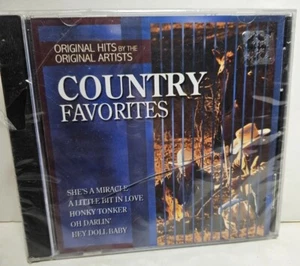 ORIGINAL HITS BY THE
ORIGINAL ARTISTS
COUNTRY
FAVORITES
SHE'S A MIRACLE
A LITTLE BIT IN LOVE
HONKY TONKER
OH DARLIN'
HEY DOLL BABY